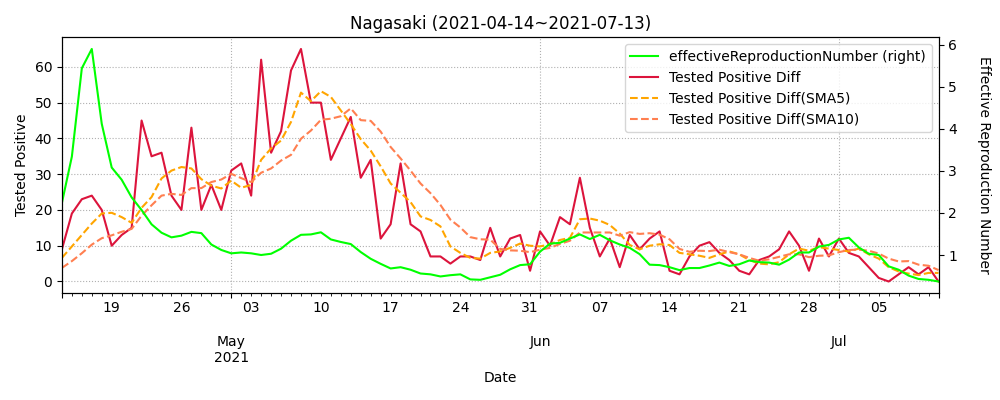 Nagasaki (2021-04-14~2021-07-13)
effectiveReproductionNumber (right)
Tested Positive Diff
Tested Positive Diff(SMA5)
Tested Positive Diff(SMA10)
Tested Positive
60
50
40
30
20
10
0
6
5
4
3
2
1
Effective Reproduction Number
19 26 03 10 17 24 31 07 14 21 28 05
May Jun Jul
2021
Date